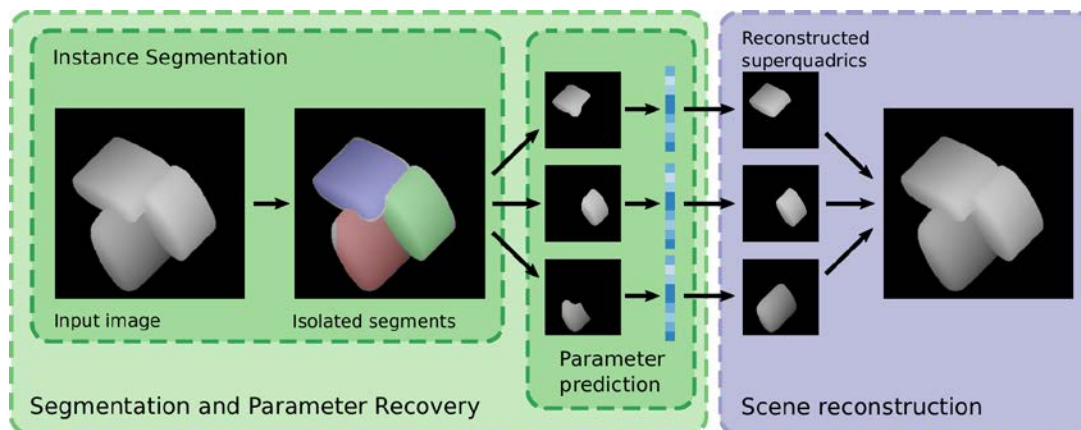 Instance Segmentation
Input image
Isolated segments
Parameter
prediction
Segmentation and Parameter Recovery
Reconstructed
superquadrics
Scene reconstruction